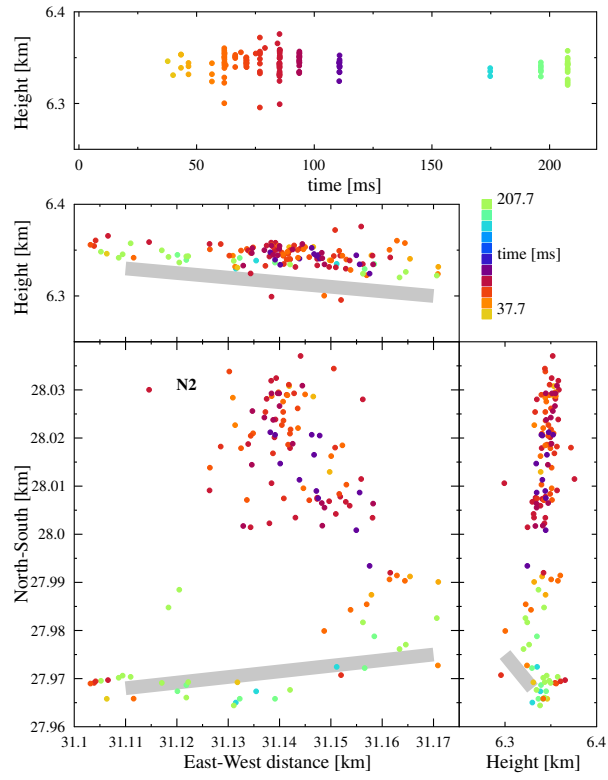 6.4
6.3
Height [km]
0 50 100 150 200
time [ms]
6.4
6.3
Height [km]
207.7
time [ms]
37.7
N2
28.03
28.02
28.01
28.0
27.99
27.98
27.97
27.96
North-South [km]
31.1 31.11 31.12 31.13 31.14 31.15 31.16 31.17
East-West distance [km]
6.3 6.4
Height [km]